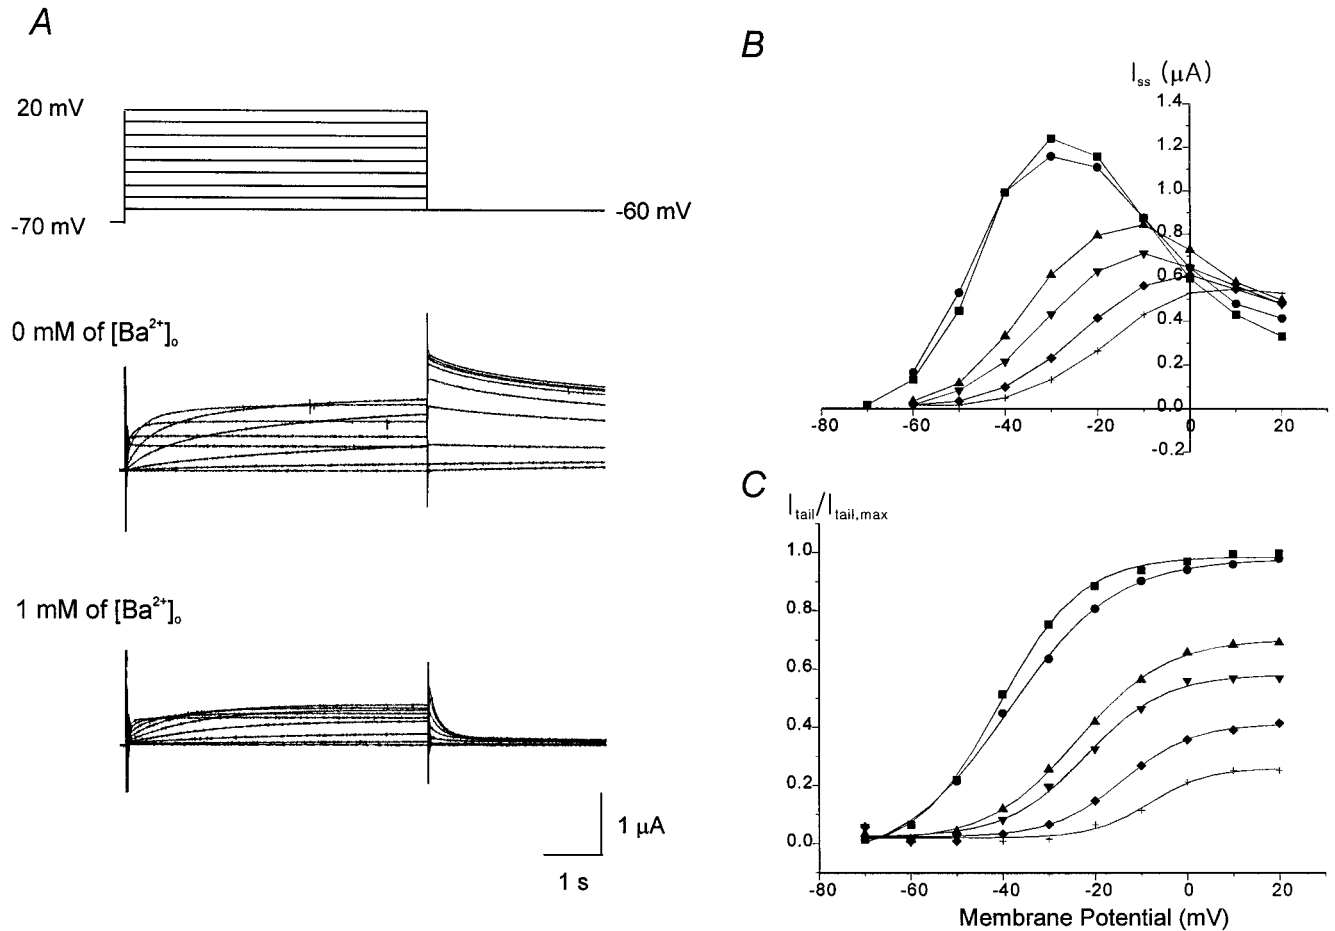 A
20 mV
-70 mV
-60 mV
0 mM of [Ba²⁺]ₒ
1 mM of [Ba²⁺]ₒ
1 μA
1 s
B
Iss (μA)
1.4
1.2
1.0
0.8
0.6
0.4
0.2
0.0
-0.2
-80
-60
-40
-20
0
20
C
Itail/Itail,max
1.0
0.8
0.6
0.4
0.2
0.0
-80
-60
-40
-20
0
20
Membrane Potential (mV)